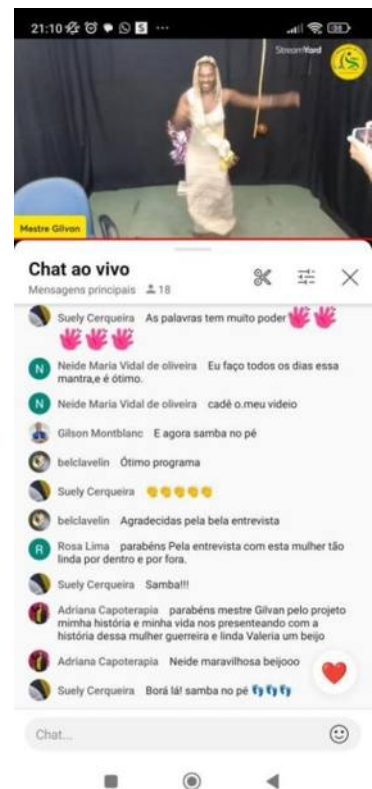 21:10
StreamYard
Mestre Gilvan
Chat ao vivo
Mensagens principais 18
Suely Cerqueira As palavras tem muito poder
Neide Maria Vidal de oliveira Eu faço todos os dias essa
mantra,e é ótimo.
Neide Maria Vidal de oliveira cadê o.meu videio
Gilson Montblanc E agora samba no pé
belclavelin Ótimo programa
Suely Cerqueira
belclavelin Agradecidas pela bela entrevista
Rosa Lima parabéns Pela entrevista com esta mulher tão
linda por dentro e por fora.
Suely Cerqueira Samba!!!
Adriana Capoterapia parabéns mestre Gilvan pelo projeto
mimha história e minha vida nos presenteando com a
história dessa mulher guerreira e linda Valeria um beijo
Adriana Capoterapia Neide maravilhosa beijooo
Suely Cerqueira Borá lá! samba no pé
Chat...